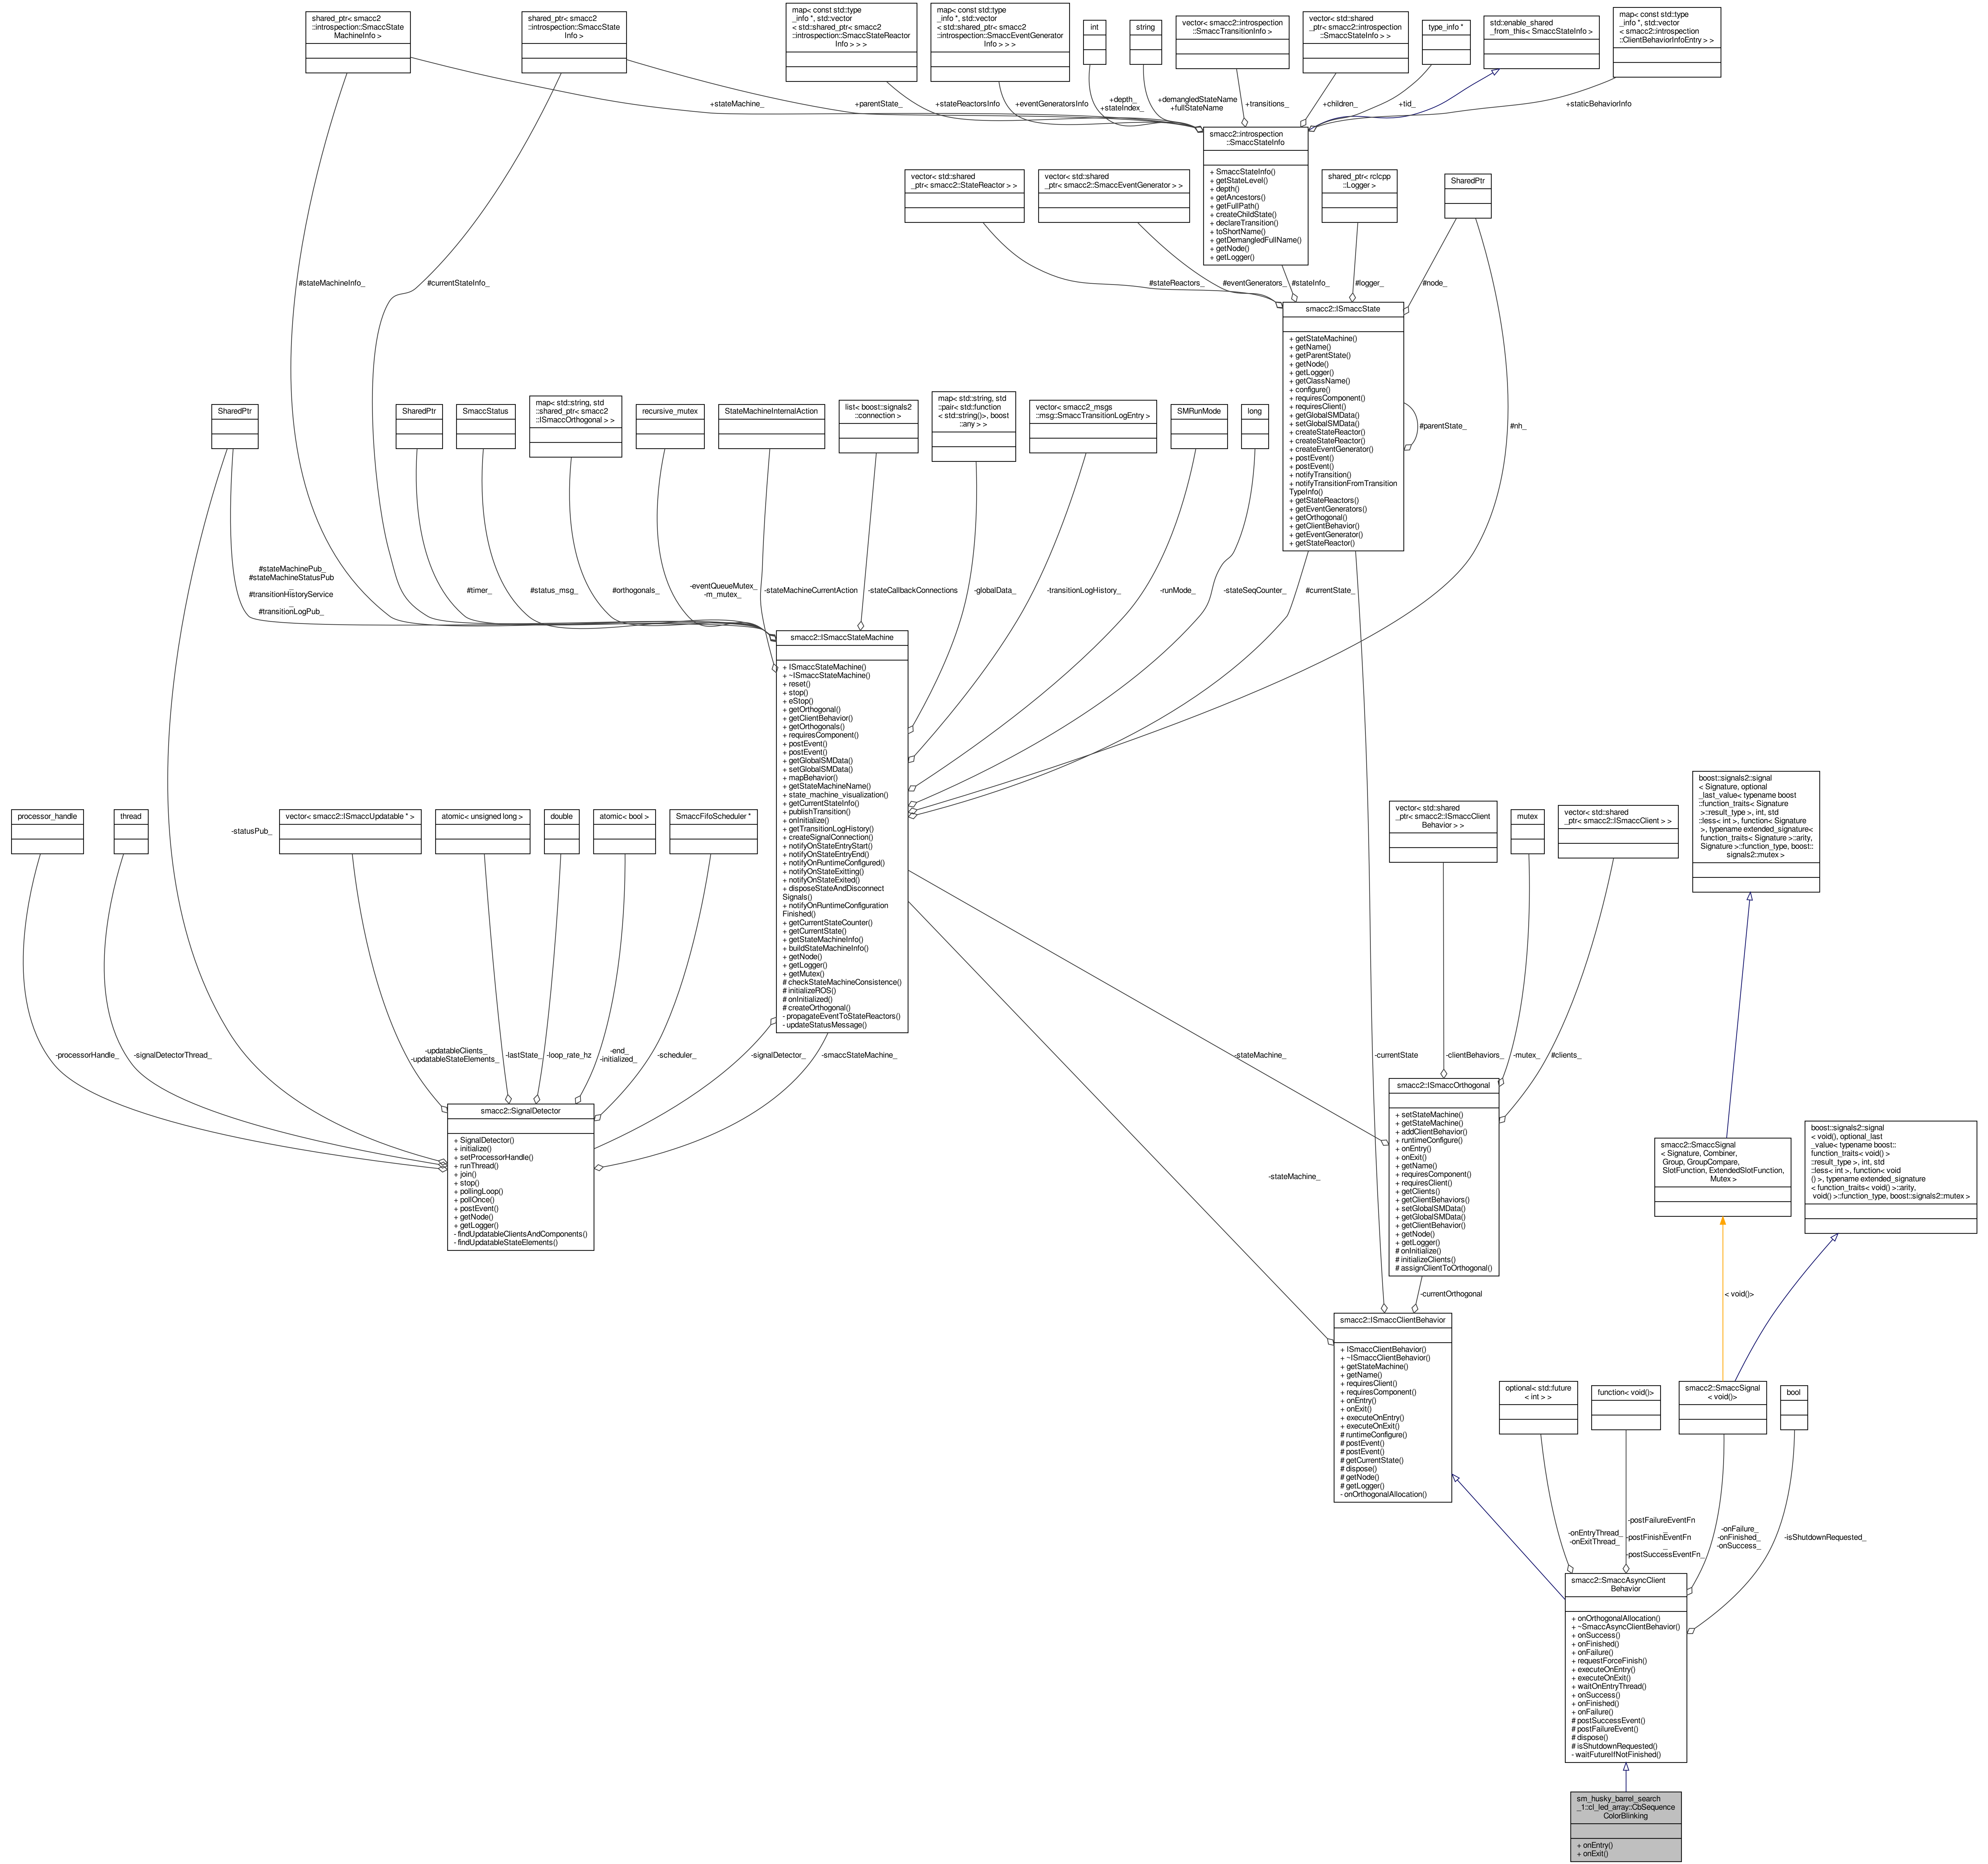 shared_ptr< smacc2
::introspection::SmaccState
MachineInfo >
shared_ptr< smacc2
::introspection::SmaccState
Info >
map< const std::type
_info *, std::vector
< std::shared_ptr< smacc2
::introspection::SmaccStateReactor
Info > > >
map< const std::type
_info *, std::vector
< std::shared_ptr< smacc2
::introspection::SmaccEventGenerator
Info > > >
int
string
vector< smacc2::introspection
::SmaccTransitionInfo >
vector< std::shared
_ptr< smacc2::introspection
::SmaccStateInfo > >
type_info *
std::enable_shared
_from_this< SmaccStateInfo >
map< const std::type
_info *, std::vector
< smacc2::introspection
::ClientBehaviorInfoEntry > >
+stateMachine_
+parentState_
+stateReactorsInfo
+eventGeneratorsInfo
+depth_
+stateIndex_
+demangledStateName
+fullStateName
+transitions_
+children_
+tid_
+staticBehaviorInfo
smacc2::introspection
::SmaccStateInfo
+ SmaccStateInfo()
+ getStateLevel()
+ depth()
+ getAncestors()
+ getFullPath()
+ createChildState()
+ declareTransition()
+ toShortName()
+ getDemangledFullName()
+ getNode()
+ getLogger()
vector< std::shared
_ptr< smacc2::StateReactor > >
vector< std::shared
_ptr< smacc2::SmaccEventGenerator > >
shared_ptr< rclcpp
::Logger >
SharedPtr
#stateMachineInfo_
#currentStateInfo_
#stateReactors_
#eventGenerators_
#stateInfo_
#logger_
#node_
smacc2::ISmaccState
+ getStateMachine()
+ getName()
+ getParentState()
+ getNode()
+ getLogger()
+ getClassName()
+ configure()
+ requiresComponent()
+ requiresClient()
+ getGlobalSMData()
+ setGlobalSMData()
+ createStateReactor()
+ createStateReactor()
+ createEventGenerator()
+ postEvent()
+ postEvent()
+ notifyTransition()
+ notifyTransitionFromTransition
TypeInfo()
+ getStateReactors()
+ getEventGenerators()
+ getOrthogonal()
+ getClientBehavior()
+ getEventGenerator()
+ getStateReactor()
#parentState_
#nh_
SharedPtr
SharedPtr
SmaccStatus
map< std::string, std
::shared_ptr< smacc2
::ISmaccOrthogonal > >
recursive_mutex
StateMachineInternalAction
list< boost::signals2
::connection >
map< std::string, std
::pair< std::function
< std::string()>, boost
::any > >
vector< smacc2_msgs
::msg::SmaccTransitionLogEntry >
SMRunMode
long
#stateMachinePub_
#stateMachineStatusPub
_
#transitionHistoryService
_
#transitionLogPub_
#timer_
#status_msg_
#orthogonals_
-eventQueueMutex_
-m_mutex_
-stateMachineCurrentAction
-stateCallbackConnections
-globalData_
-transitionLogHistory_
-runMode_
-stateSeqCounter_
#currentState_
smacc2::ISmaccStateMachine
+ ISmaccStateMachine()
+ ~ISmaccStateMachine()
+ reset()
+ stop()
+ eStop()
+ getOrthogonal()
+ getClientBehavior()
+ getOrthogonals()
+ requiresComponent()
+ postEvent()
+ postEvent()
+ getGlobalSMData()
+ setGlobalSMData()
+ mapBehavior()
+ getStateMachineName()
+ state_machine_visualization()
+ getCurrentStateInfo()
+ publishTransition()
+ onInitialize()
+ getTransitionLogHistory()
+ createSignalConnection()
+ notifyOnStateEntryStart()
+ notifyOnStateEntryEnd()
+ notifyOnRuntimeConfigured()
+ notifyOnStateExitting()
+ notifyOnStateExited()
+ disposeStateAndDisconnect
Signals()
+ notifyOnRuntimeConfiguration
Finished()
+ getCurrentStateCounter()
+ getCurrentState()
+ getStateMachineInfo()
+ buildStateMachineInfo()
+ getNode()
+ getLogger()
+ getMutex()
# checkStateMachineConsistence()
# initializeROS()
# onInitialized()
# createOrthogonal()
- propagateEventToStateReactors()
- updateStatusMessage()
processor_handle
thread
-statusPub_
vector< smacc2::ISmaccUpdatable * >
atomic< unsigned long >
double
atomic< bool >
SmaccFifoScheduler *
-processorHandle_
-signalDetectorThread_
-updatableClients_
-updatableStateElements_
-lastState_
-loop_rate_hz
-end_
-initialized_
-scheduler_
-signalDetector_
-smaccStateMachine_
smacc2::SignalDetector
+ SignalDetector()
+ initialize()
+ setProcessorHandle()
+ runThread()
+ join()
+ stop()
+ pollingLoop()
+ pollOnce()
+ postEvent()
+ getNode()
+ getLogger()
- findUpdatableClientsAndComponents()
- findUpdatableStateElements()
vector< std::shared
_ptr< smacc2::ISmaccClient
Behavior > >
mutex
vector< std::shared
_ptr< smacc2::ISmaccClient > >
boost::signals2::signal
< Signature, optional
_last_value< typename boost
::function_traits< Signature
>::result_type >, int, std
::less< int >, function< Signature
>, typename extended_signature<
function_traits< Signature >::arity,
Signature >::function_type, boost::
signals2::mutex >
-stateMachine_
-currentState
-clientBehaviors_
-mutex_
#clients_
smacc2::ISmaccOrthogonal
+ setStateMachine()
+ getStateMachine()
+ addClientBehavior()
+ runtimeConfigure()
+ onEntry()
+ onExit()
+ getName()
+ requiresComponent()
+ requiresClient()
+ getClients()
+ getClientBehaviors()
+ setGlobalSMData()
+ getGlobalSMData()
+ getClientBehavior()
+ getNode()
+ getLogger()
# onInitialize()
# initializeClients()
# assignClientToOrthogonal()
smacc2::SmaccSignal
< Signature, Combiner,
Group, GroupCompare,
SlotFunction, ExtendedSlotFunction,
Mutex >
boost::signals2::signal
< void(), optional_last
_value< typename boost::
function_traits< void() >
::result_type >, int, std
::less< int >, function< void
() >, typename extended_signature
< function_traits< void() >::arity,
void() >::function_type, boost::signals2::mutex >
-stateMachine_
-currentOrthogonal
< void()>
smacc2::ISmaccClientBehavior
+ ISmaccClientBehavior()
+ ~ISmaccClientBehavior()
+ getStateMachine()
+ getName()
+ requiresClient()
+ requiresComponent()
+ onEntry()
+ onExit()
+ executeOnEntry()
+ executeOnExit()
# runtimeConfigure()
# postEvent()
# postEvent()
# getCurrentState()
# dispose()
# getNode()
# getLogger()
- onOrthogonalAllocation()
optional< std::future
< int > >
function< void()>
smacc2::SmaccSignal
< void()>
bool
-onEntryThread_
-onExitThread_
-postFailureEventFn
_
-postFinishEventFn
_
-postSuccessEventFn_
-onFailure_
-onFinished_
-onSuccess_
-isShutdownRequested_
smacc2::SmaccAsyncClient
Behavior
+ onOrthogonalAllocation()
+ ~SmaccAsyncClientBehavior()
+ onSuccess()
+ onFinished()
+ onFailure()
+ requestForceFinish()
+ executeOnEntry()
+ executeOnExit()
+ waitOnEntryThread()
+ onSuccess()
+ onFinished()
+ onFailure()
# postSuccessEvent()
# postFailureEvent()
# dispose()
# isShutdownRequested()
- waitFutureIfNotFinished()
sm_husky_barrel_search
_1::cl_led_array::CbSequence
ColorBlinking
+ onEntry()
+ onExit()